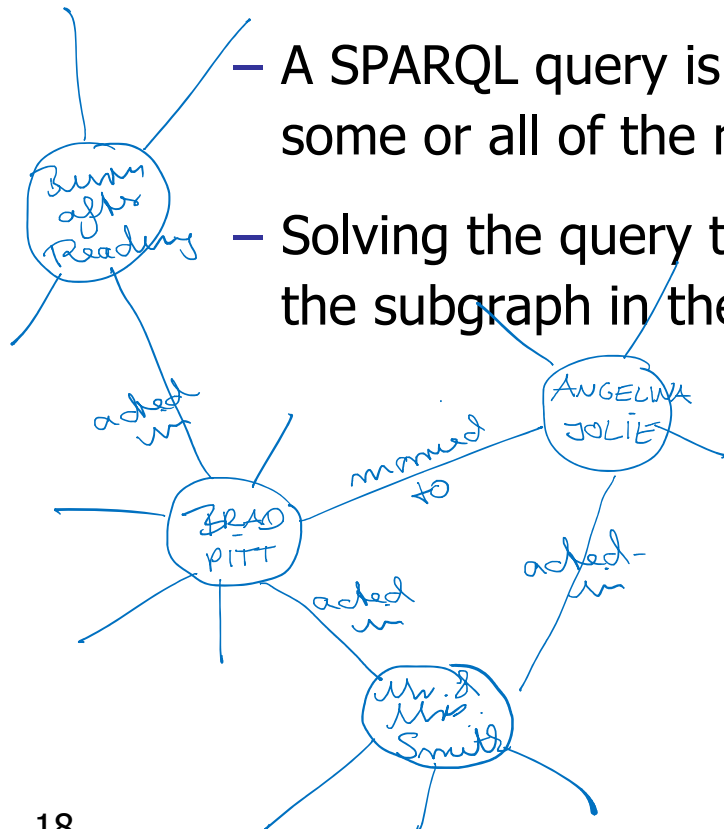 – A SPARQL query is
some or all of the r
– Solving the query t
the subgraph in the
Burn
after
Reading
acted
in
married
to
ANGELINA
JOLIE
BRAD
PITT
acted
in
acted-
in
Mr. &
Mrs.
Smith
18